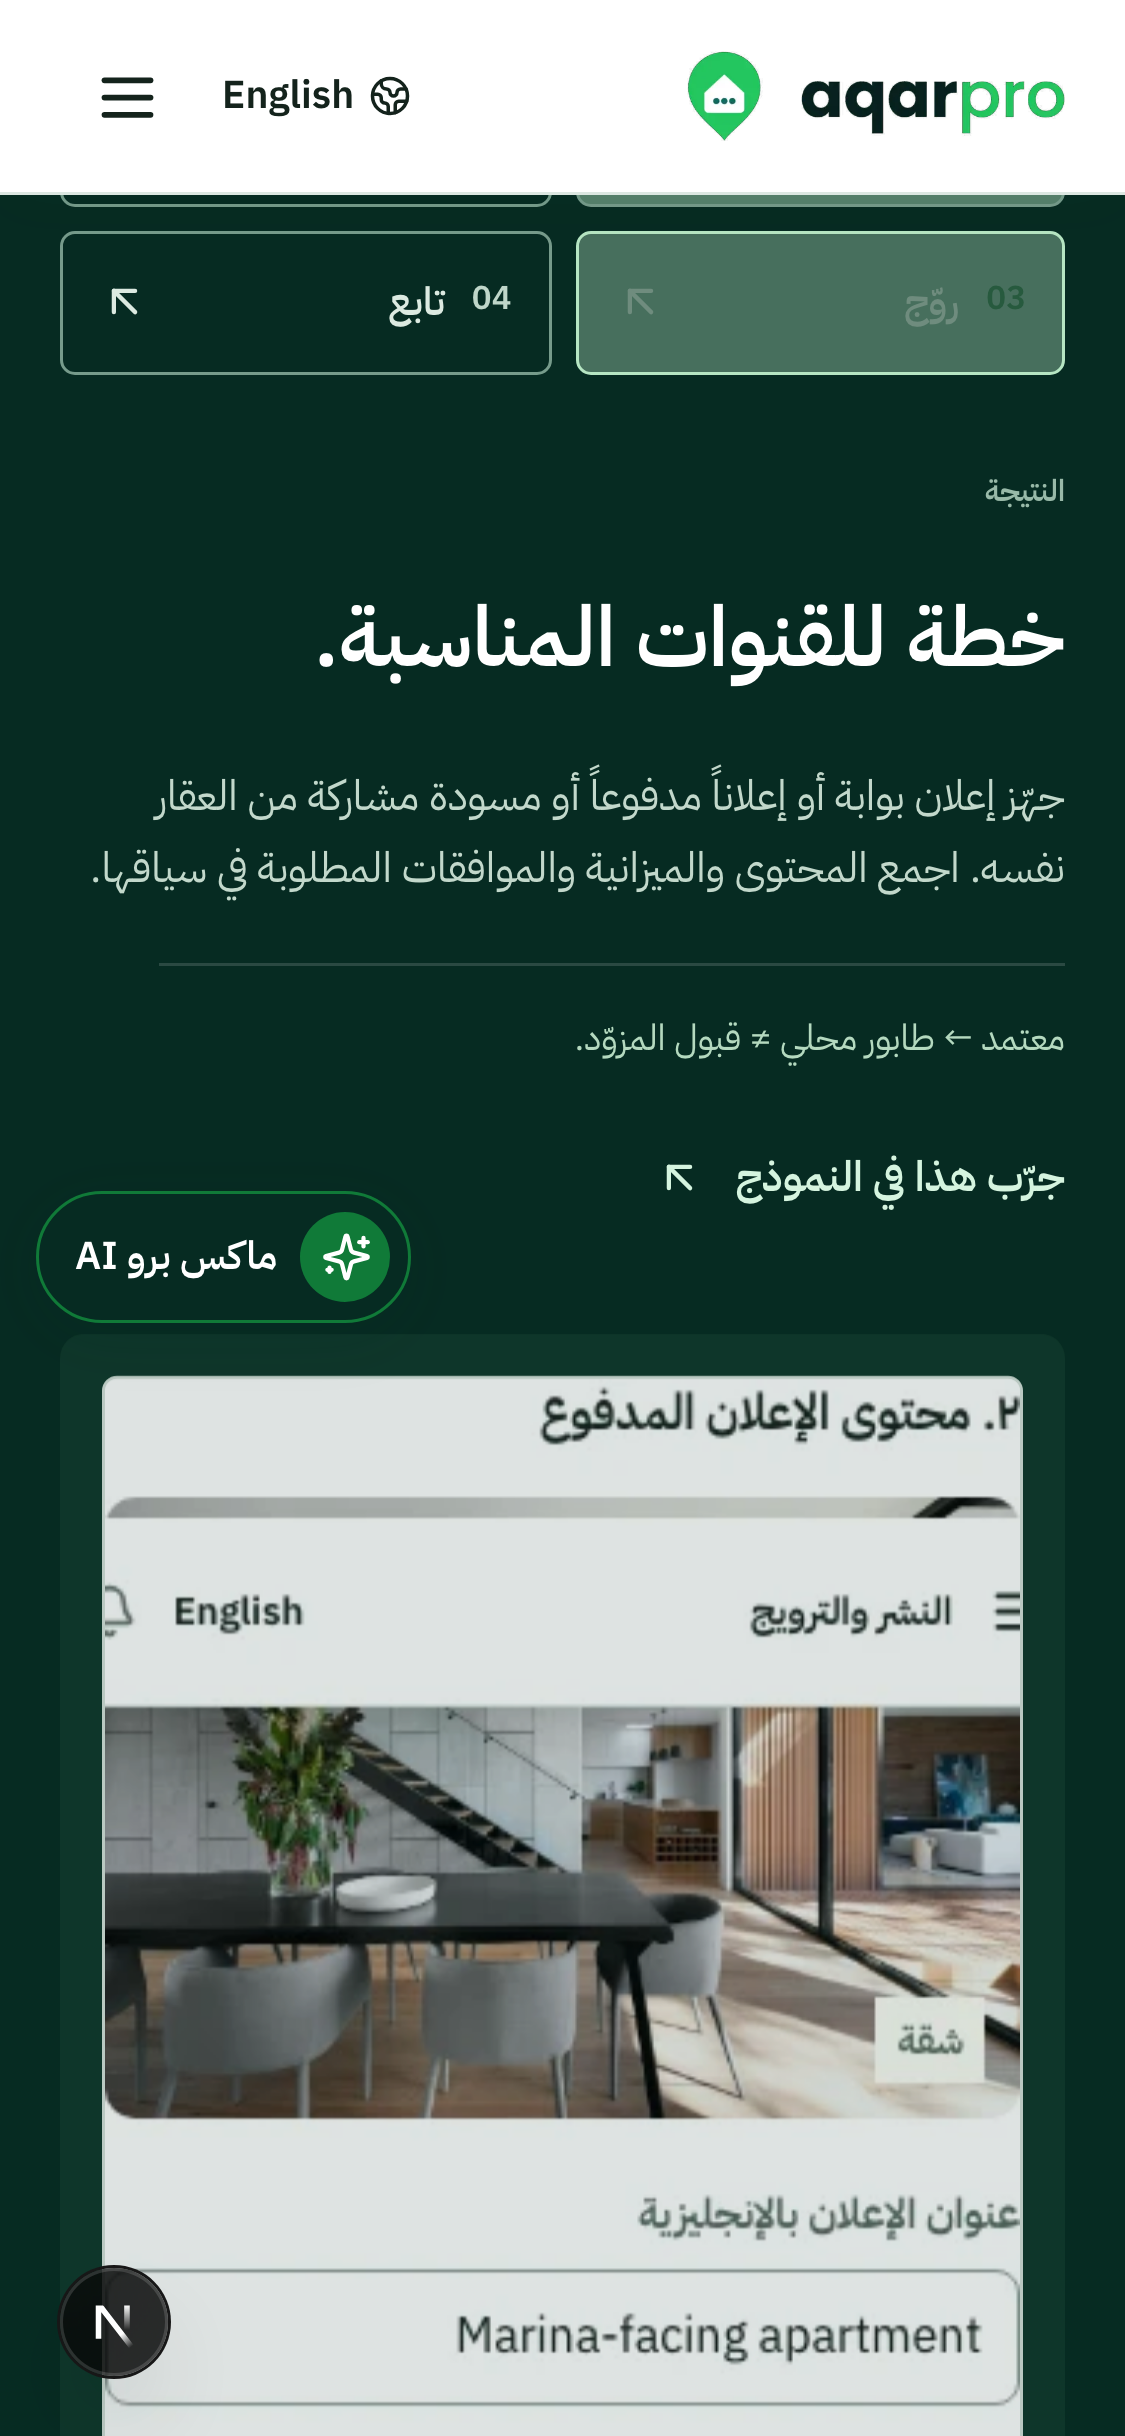 aqarpro
English
03 روّج
04 تابع
النتيجة
خطة للقنوات المناسبة.
جهّز إعلان بوابة أو إعلاناً مدفوعاً أو مسودة مشاركة من العقار
نفسه. اجمع المحتوى والميزانية والموافقات المطلوبة في سياقها.
معتمد ← طابور محلي ≠ قبول المزوّد.
جرّب هذا في النموذج
ماكس برو AI
٢. محتوى الإعلان المدفوع
النشر والترويج
English
شقة
عنوان الإعلان بالإنجليزية
Marina-facing apartment
N